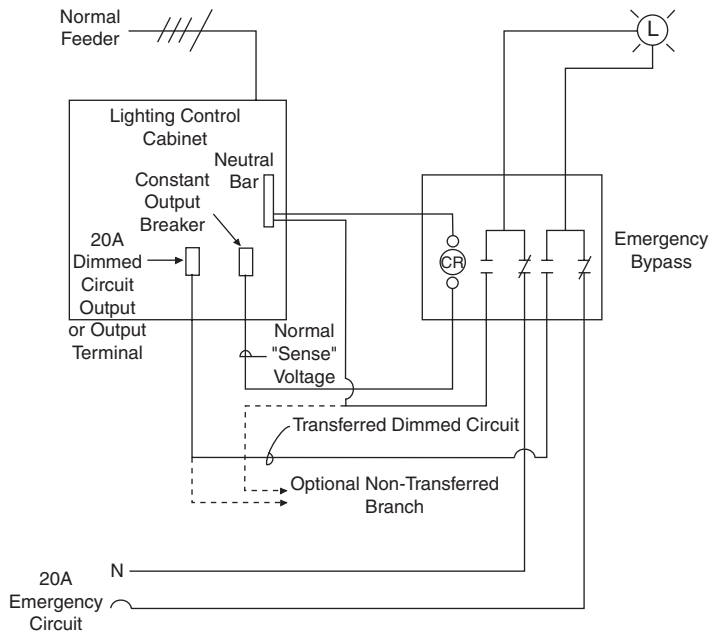 Normal
Feeder
L
Lighting Control
Cabinet
Neutral
Bar
Constant
Output
Breaker
20A
Dimmed
Circuit
Output
or Output
Terminal
CR
Emergency
Bypass
Normal
"Sense"
Voltage
Transferred Dimmed Circuit
Optional Non-Transferred
Branch
N
20A
Emergency
Circuit